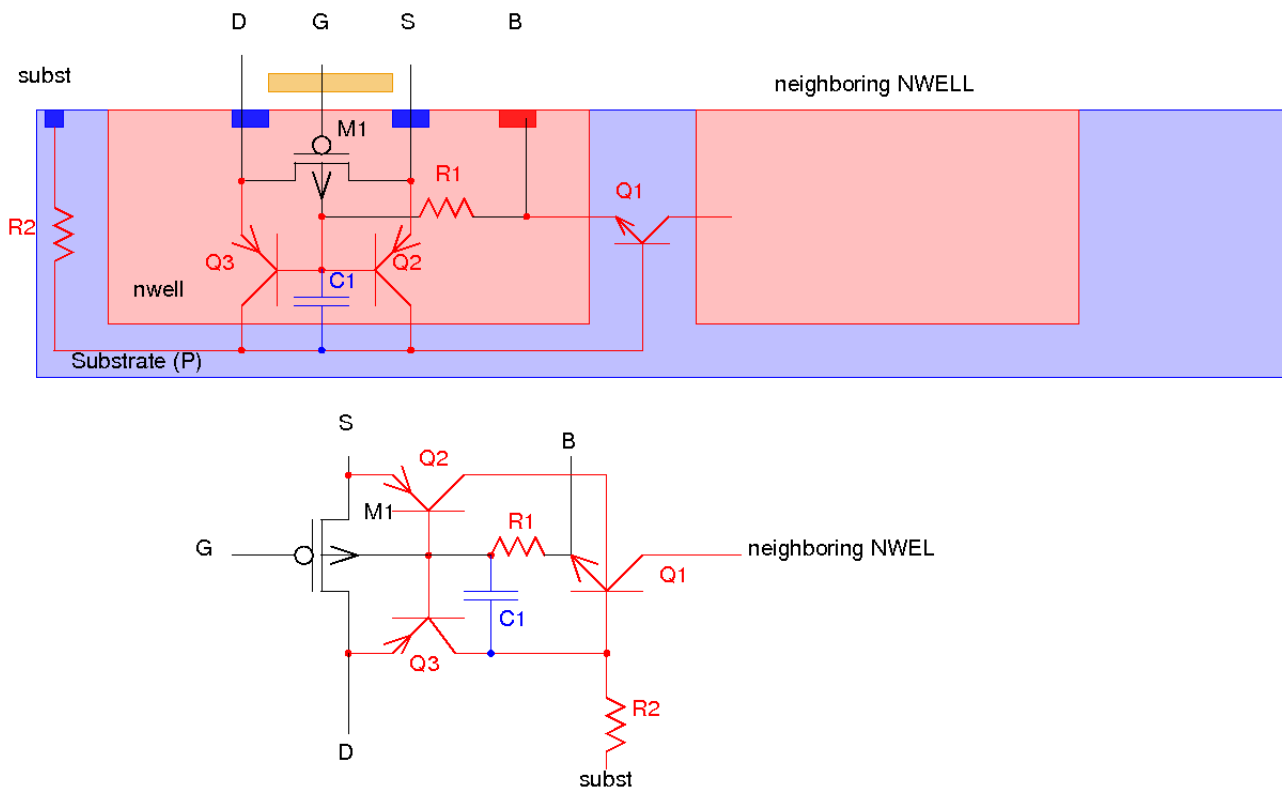 D G S B
subst
neighboring NWELL
M1
R1
Q1
R2
Q3
Q2
C1
nwell
Substrate (P)
S
B
Q2
M1
R1
G
neighboring NWEL
Q1
C1
Q3
R2
D
subst